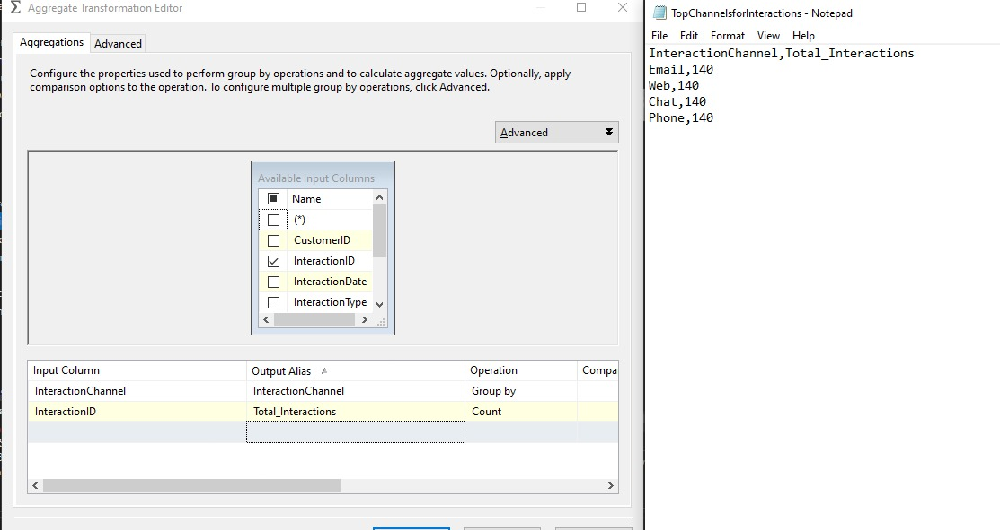 Aggregate Transformation Editor
Aggregations
Advanced
Configure the properties used to perform group by operations and to calculate aggregate values. Optionally, apply
comparison options to the operation. To configure multiple group by operations, click Advanced.
Advanced
Available Input Columns
Name
(*)
CustomerID
InteractionID
InteractionDate
InteractionType
Input Column Output Alias Operation Compa
InteractionChannel InteractionChannel Group by
InteractionID Total_Interactions Count
TopChannelsforInteractions - Notepad
File Edit Format View Help
InteractionChannel,Total_Interactions
Email,140
Web,140
Chat,140
Phone,140